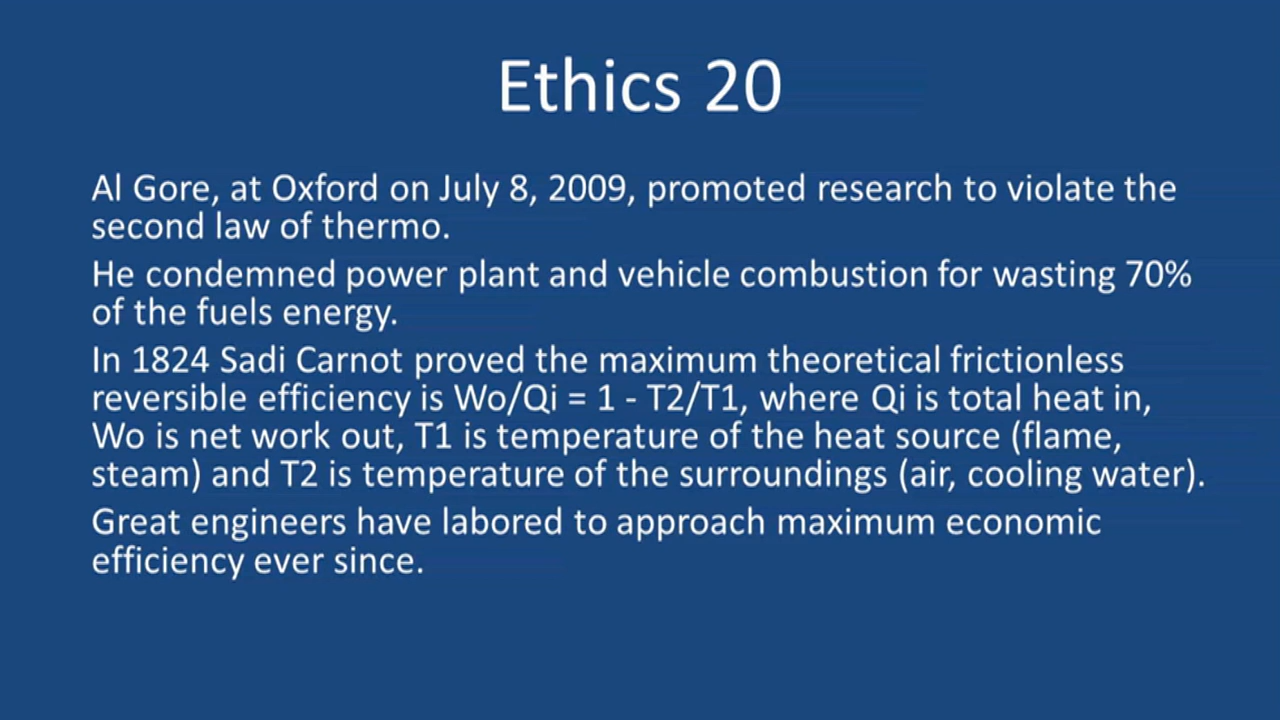 Ethics 20
Al Gore, at Oxford on July 8, 2009, promoted research to violate the
second law of thermo.
He condemned power plant and vehicle combustion for wasting 70%
of the fuels energy.
In 1824 Sadi Carnot proved the maximum theoretical frictionless
reversible efficiency is Wo/Qi = 1 - T2/T1, where Qi is total heat in,
Wo is net work out, T1 is temperature of the heat source (flame,
steam) and T2 is temperature of the surroundings (air, cooling water).
Great engineers have labored to approach maximum economic
efficiency ever since.